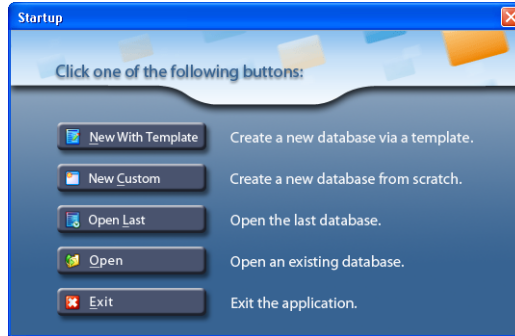 Startup
Click one of the following buttons:
New With Template Create a new database via a template.
New Custom Create a new database from scratch.
Open Last Open the last database.
Open Open an existing database.
Exit Exit the application.